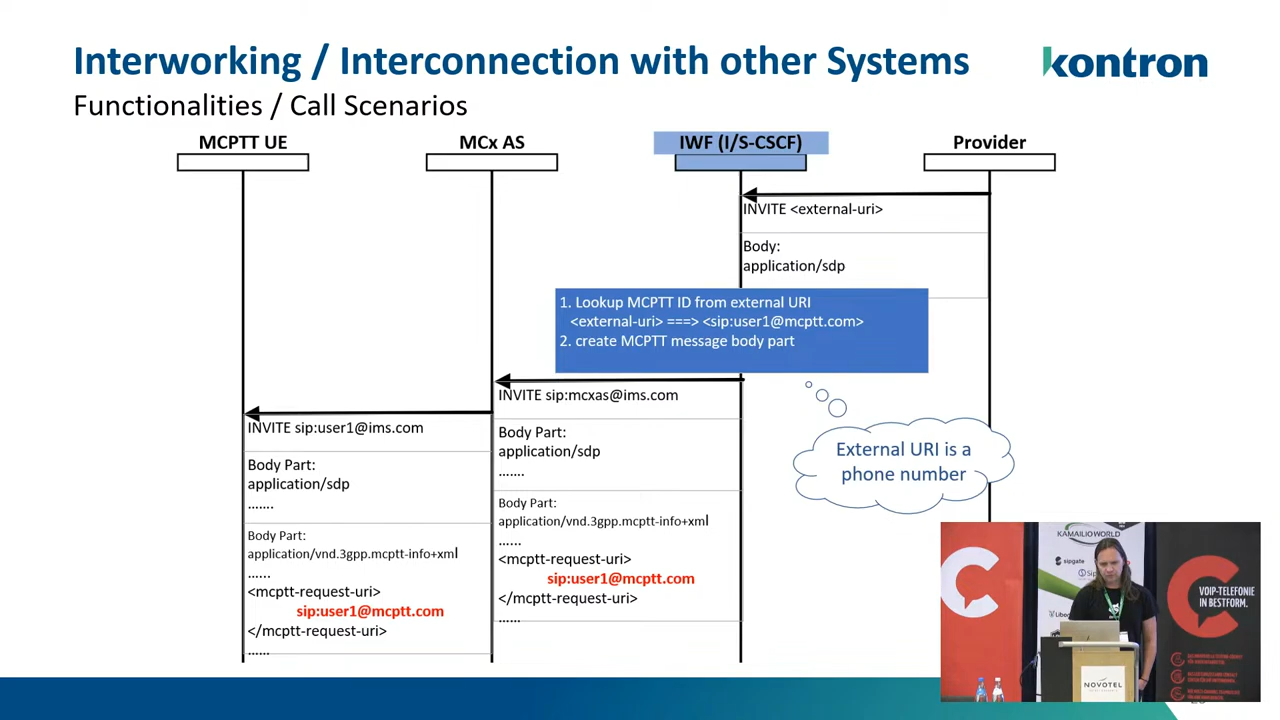 Interworking / Interconnection with other Systems
kontron
Functionalities / Call Scenarios
MCPTT UE
MCx AS
IWF (I/S-CSCF)
Provider
INVITE <external-uri>
Body:
application/sdp
1. Lookup MCPTT ID from external URI
<external-uri> ===> <sip:user1@mcptt.com>
2. create MCPTT message body part
INVITE sip:mcxas@ims.com
Body Part:
application/sdp
.......
Body Part:
application/vnd.3gpp.mcptt-info+xml
......
<mcptt-request-uri>
sip:user1@mcptt.com
</mcptt-request-uri>
......
INVITE sip:user1@ims.com
Body Part:
application/sdp
.......
Body Part:
application/vnd.3gpp.mcptt-info+xml
......
<mcptt-request-uri>
sip:user1@mcptt.com
</mcptt-request-uri>
......
External URI is a
phone number
KAMAILIO WORLD
sipgate
VOIP-TELEFONIE
IN BESTFORM.
NOVOTEL